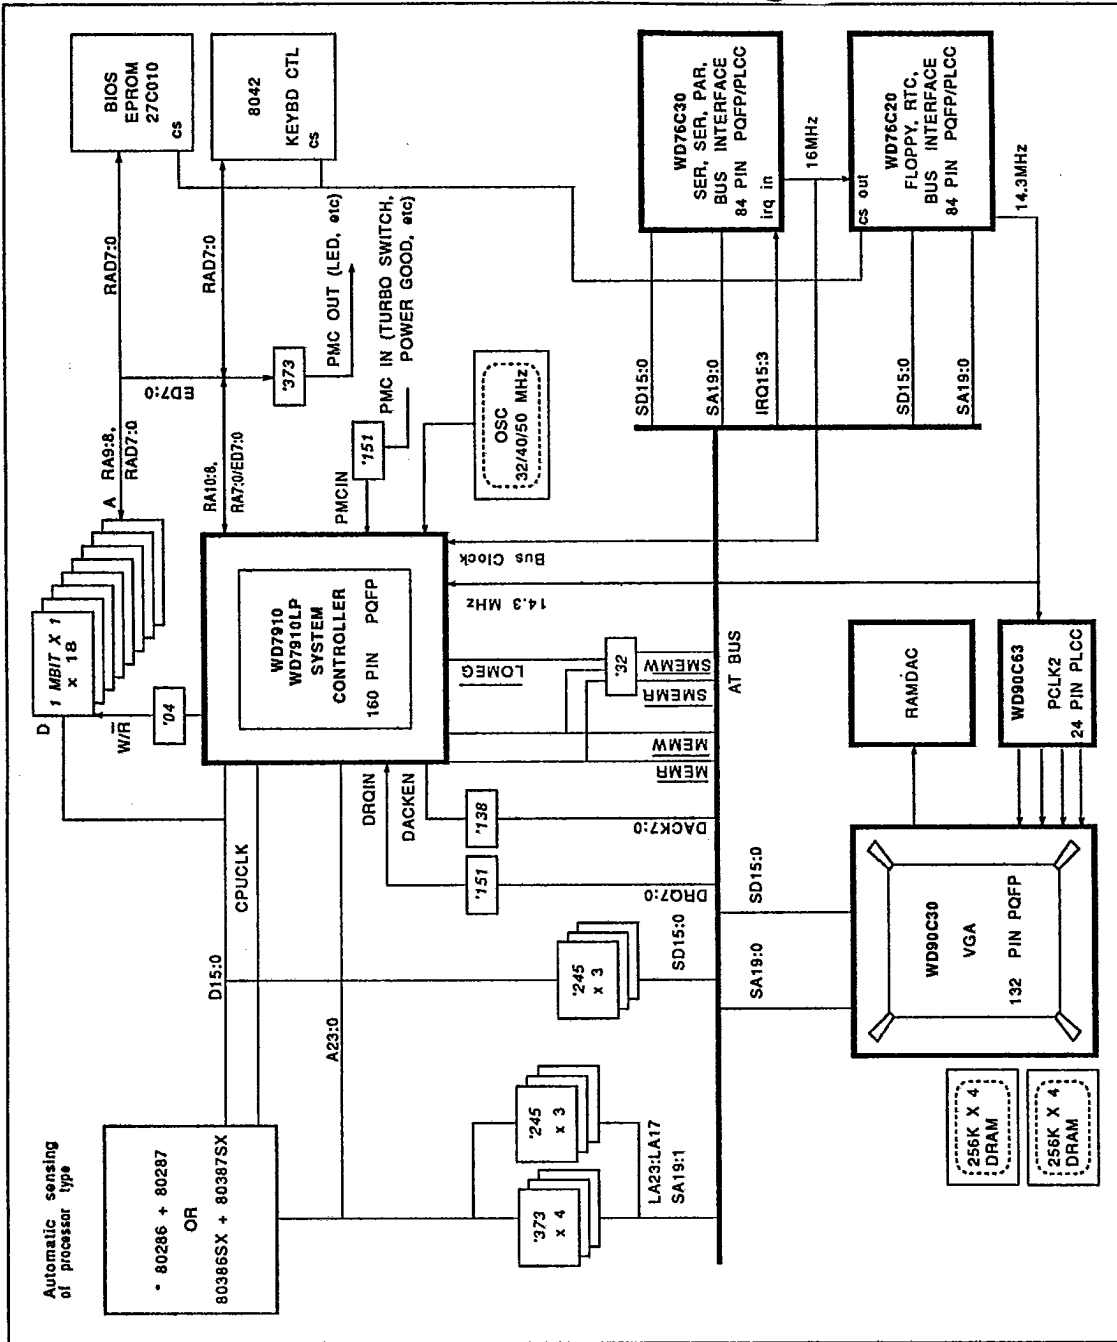 Automatic sensing
of processor type
* 80286 + 80287
OR
80386SX + 80387SX
D15:0
CPUCLK
A23:0
'373
x 4
'245
x 3
LA23:LA17
SA19:1
'245
x 3
SD15:0
D
1 MBIT X 1
x 18
A
W/R
'04
RA9:8,
RAD7:0
ED7:0
RAD7:0
BIOS
EPROM
27C010
cs
RAD7:0
8042
KEYBD CTL
cs
'373
PMC OUT (LED, etc)
RA10:8,
RA7:0/ED7:0
PMCIN
'151
PMC IN (TURBO SWITCH,
POWER GOOD, etc)
OSC
32/40/50 MHz
WD7910
WD7910LP
SYSTEM
CONTROLLER
160 PIN PQFP
DRQIN
DACKEN
'151
'138
DRQ7:0
DACK7:0
MEMR
MEMW
SMEMR
SMEMW
'32
LOMEG
14.3 MHz
Bus Clock
AT BUS
SD15:0
SA19:0
IRQ15:3
SD15:0
SA19:0
WD76C30
SER, SER, PAR,
BUS INTERFACE
84 PIN PQFP/PLCC
irq in
16MHz
cs out
WD76C20
FLOPPY, RTC,
BUS INTERFACE
84 PIN PQFP/PLCC
14.3MHz
SA19:0
SD15:0
WD90C30
VGA
132 PIN PQFP
RAMDAC
WD90C63
PCLK2
24 PIN PLCC
256K X 4
DRAM
256K X 4
DRAM